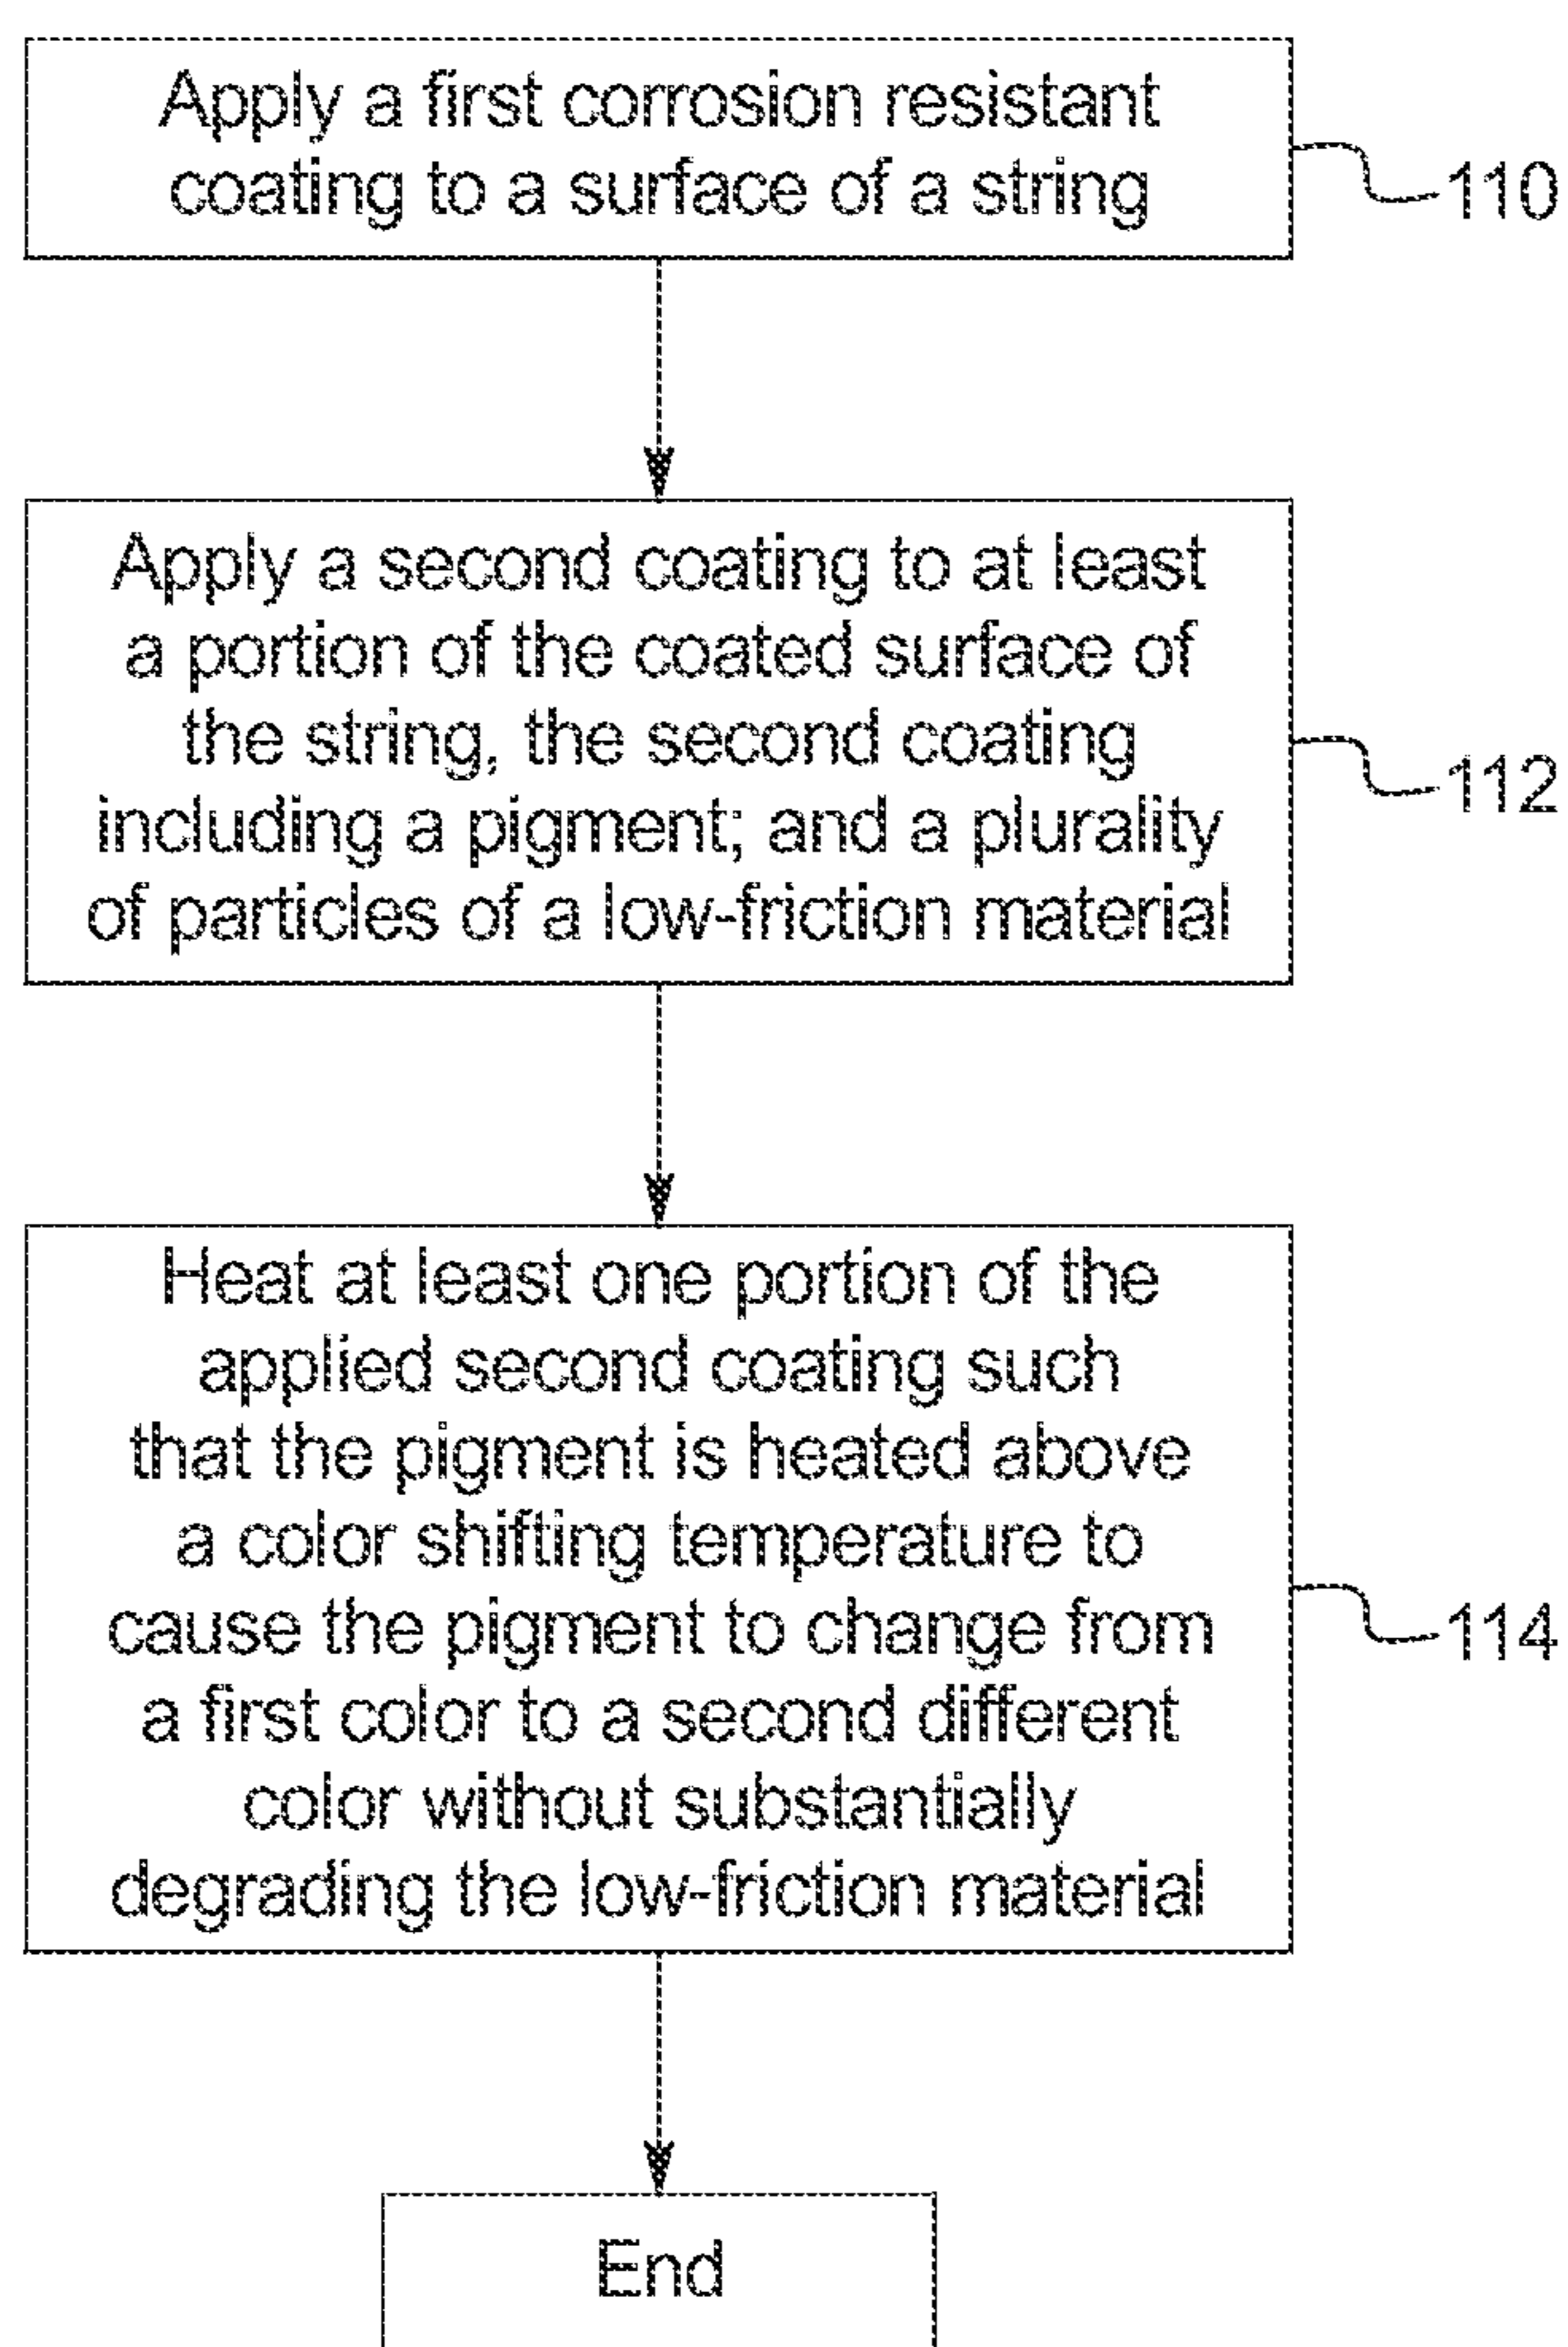 Apply a first corrosion resistant
coating to a surface of a string
110
Apply a second coating to at least
a portion of the coated surface of
the string, the second coating
including a pigment; and a plurality
of particles of a low-friction material
112
Heat at least one portion of the
applied second coating such
that the pigment is heated above
a color shifting temperature to
cause the pigment to change from
a first color to a second different
color without substantially
degrading the low-friction material
114
End